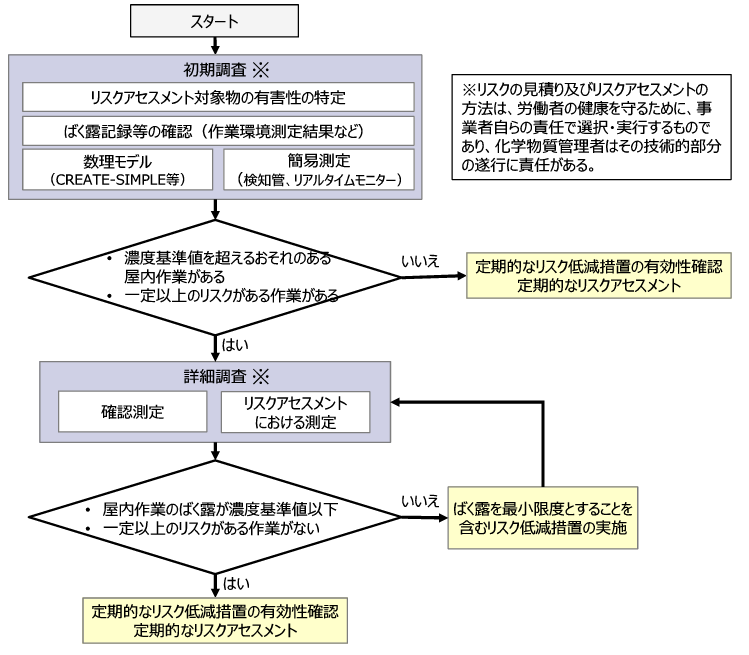 スタート
初期調査 ※
リスクアセスメント対象物の有害性の特定
ばく露記録等の確認（作業環境測定結果など）
数理モデル
（CREATE-SIMPLE等）
簡易測定
（検知管、リアルタイムモニター）
※リスクの見積り及びリスクアセスメントの
方法は、労働者の健康を守るために、事
業者自らの責任で選択・実行するもので
あり、化学物質管理者はその技術的部分
の遂行に責任がある。
• 濃度基準値を超えるおそれのある
屋内作業がある
• 一定以上のリスクがある作業がある
いいえ
定期的なリスク低減措置の有効性確認
定期的なリスクアセスメント
はい
詳細調査 ※
確認測定
リスクアセスメント
における測定
• 屋内作業のばく露が濃度基準値以下
• 一定以上のリスクがある作業がない
いいえ
ばく露を最小限度とすることを
含むリスク低減措置の実施
はい
定期的なリスク低減措置の有効性確認
定期的なリスクアセスメント